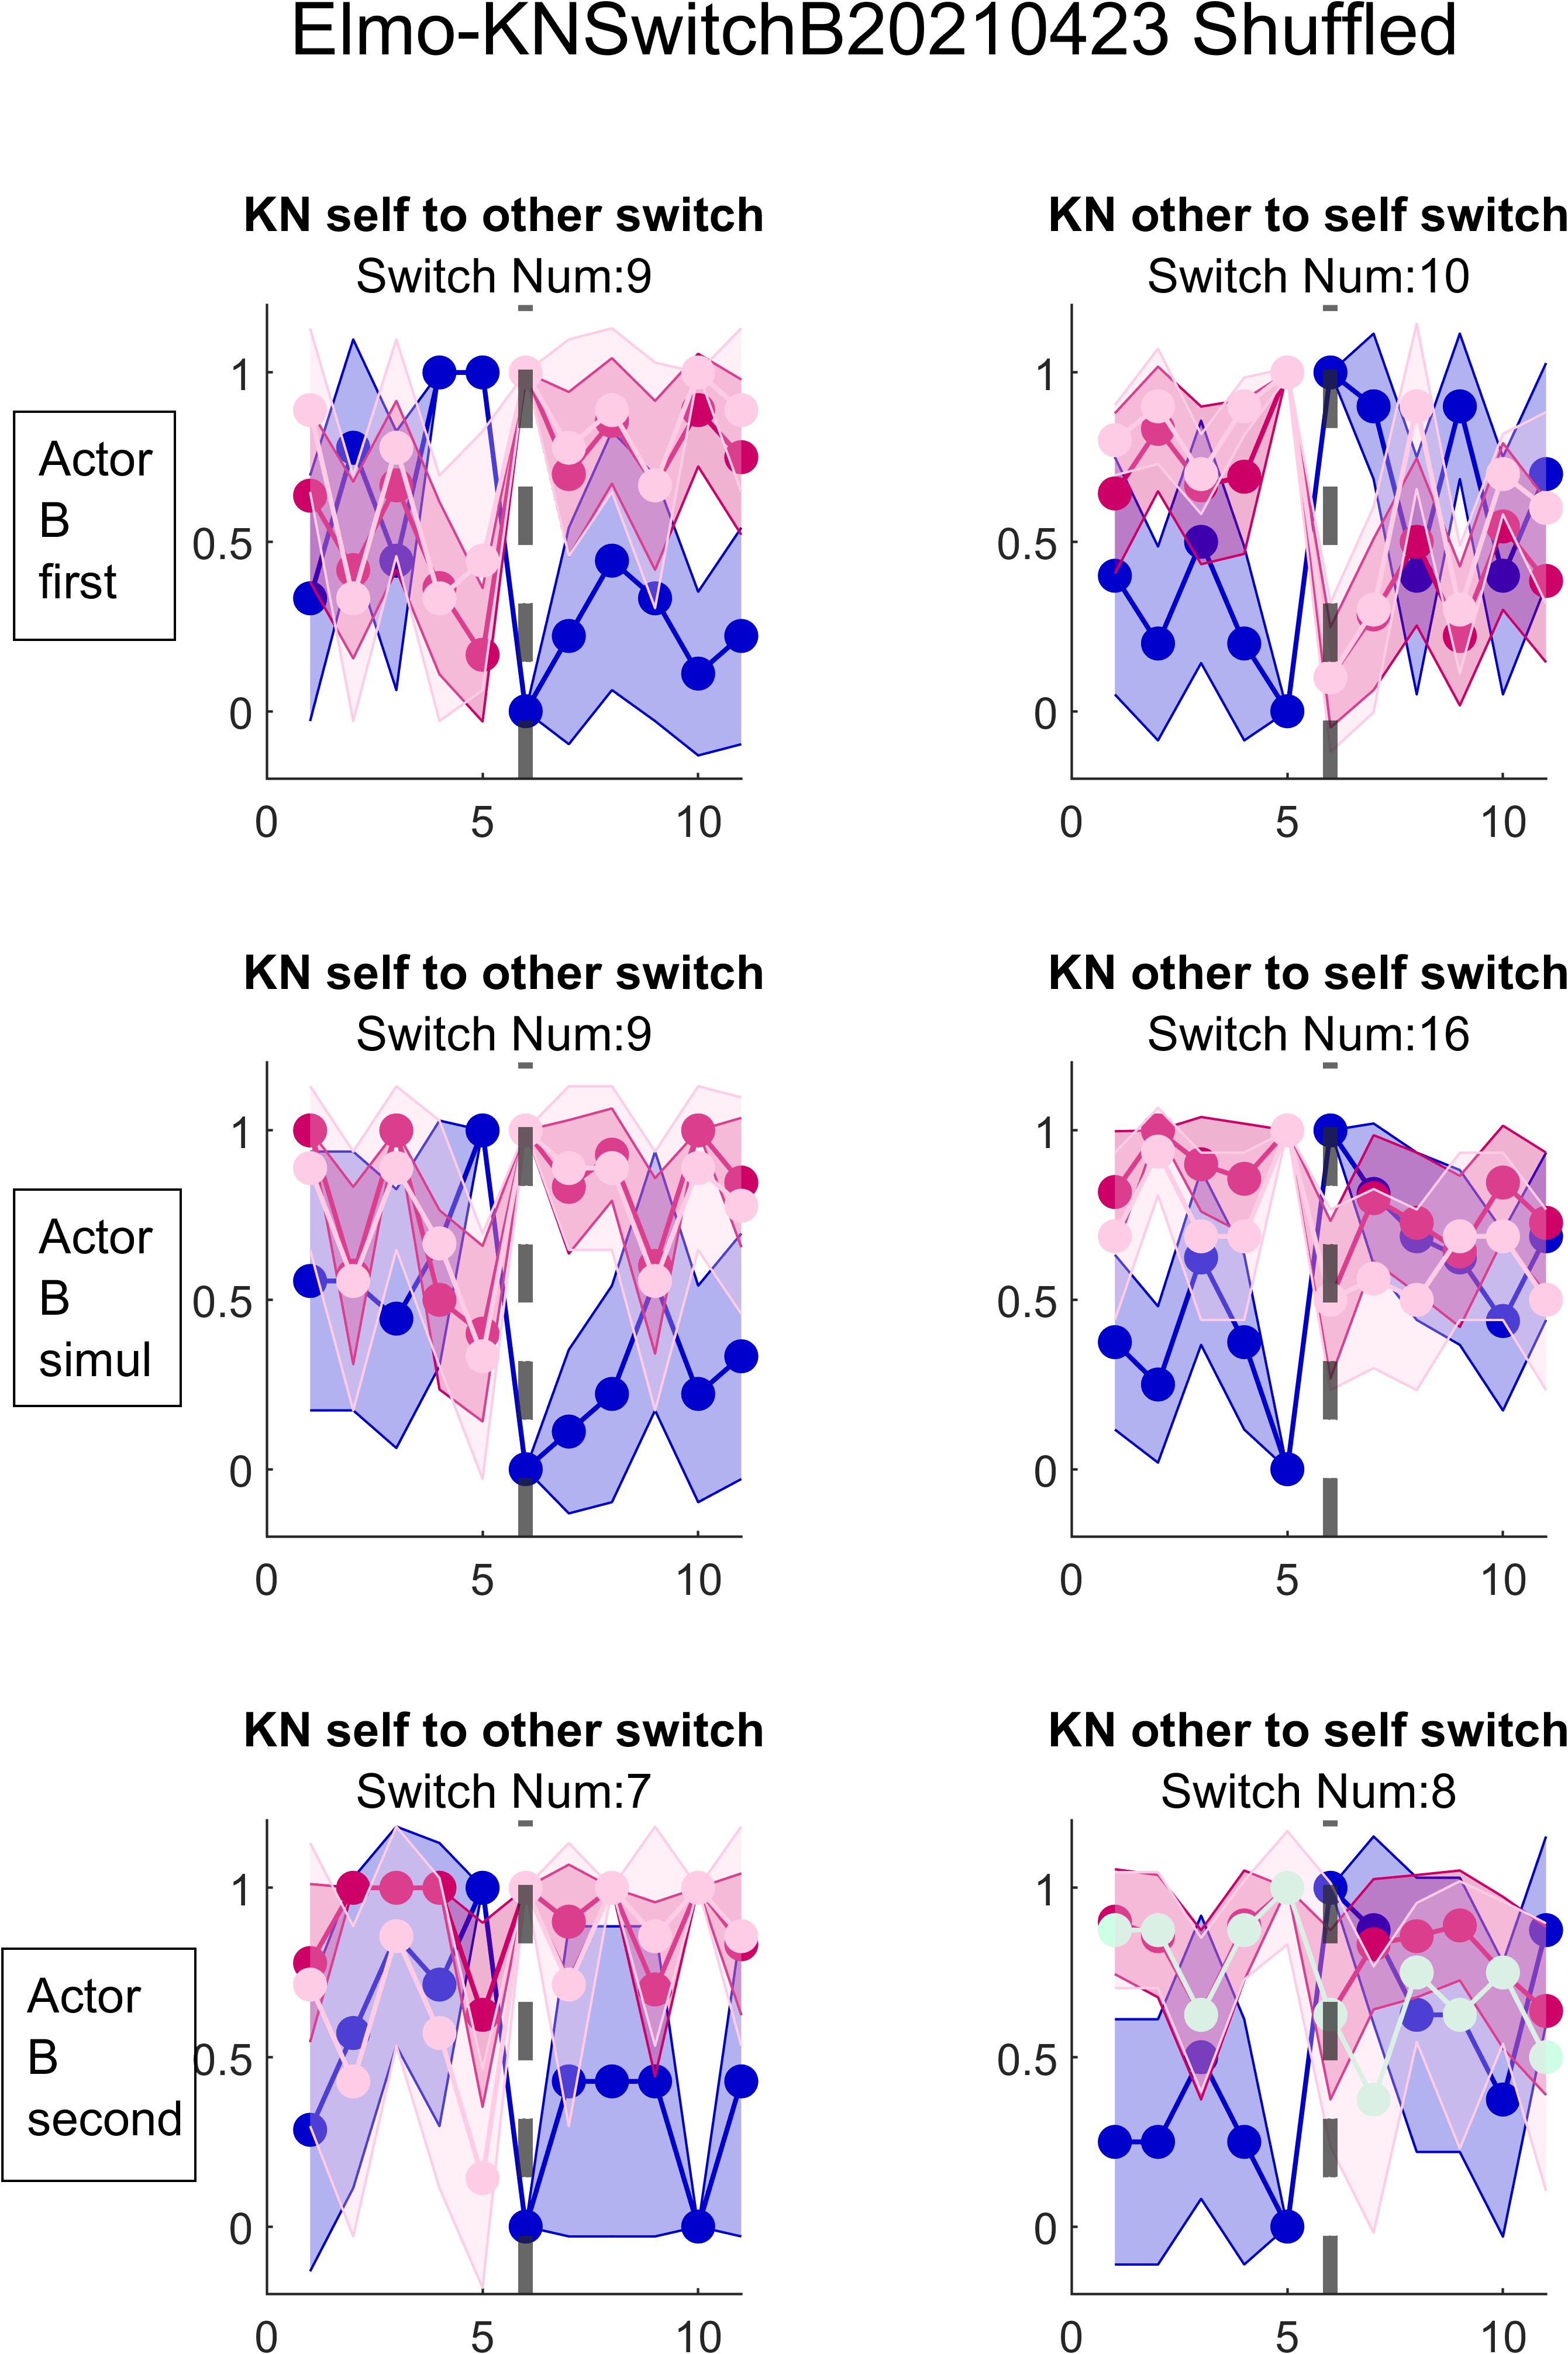 Elmo-KNSwitchB20210423 Shuffled
KN self to other switch
Switch Num:9
KN other to self switch
Switch Num:10
Actor
B
first
1
0.5
0
0 5 10
1
0.5
0
0 5 10
KN self to other switch
Switch Num:9
KN other to self switch
Switch Num:16
Actor
B
simul
1
0.5
0
0 5 10
1
0.5
0
0 5 10
KN self to other switch
Switch Num:7
KN other to self switch
Switch Num:8
Actor
B
second
1
0.5
0
0 5 10
1
0.5
0
0 5 10